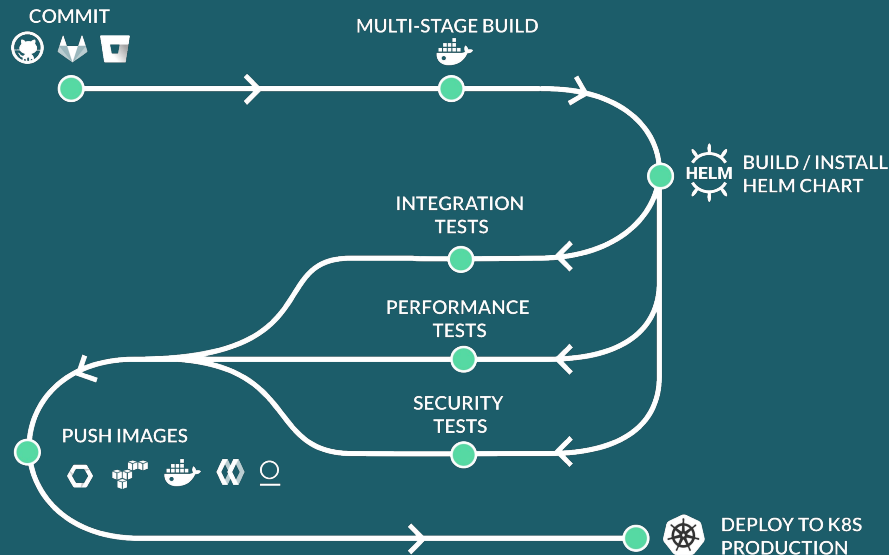 COMMIT
MULTI-STAGE BUILD
HELM
BUILD / INSTALL
HELM CHART
INTEGRATION
TESTS
PERFORMANCE
TESTS
SECURITY
TESTS
PUSH IMAGES
DEPLOY TO K8S
PRODUCTION